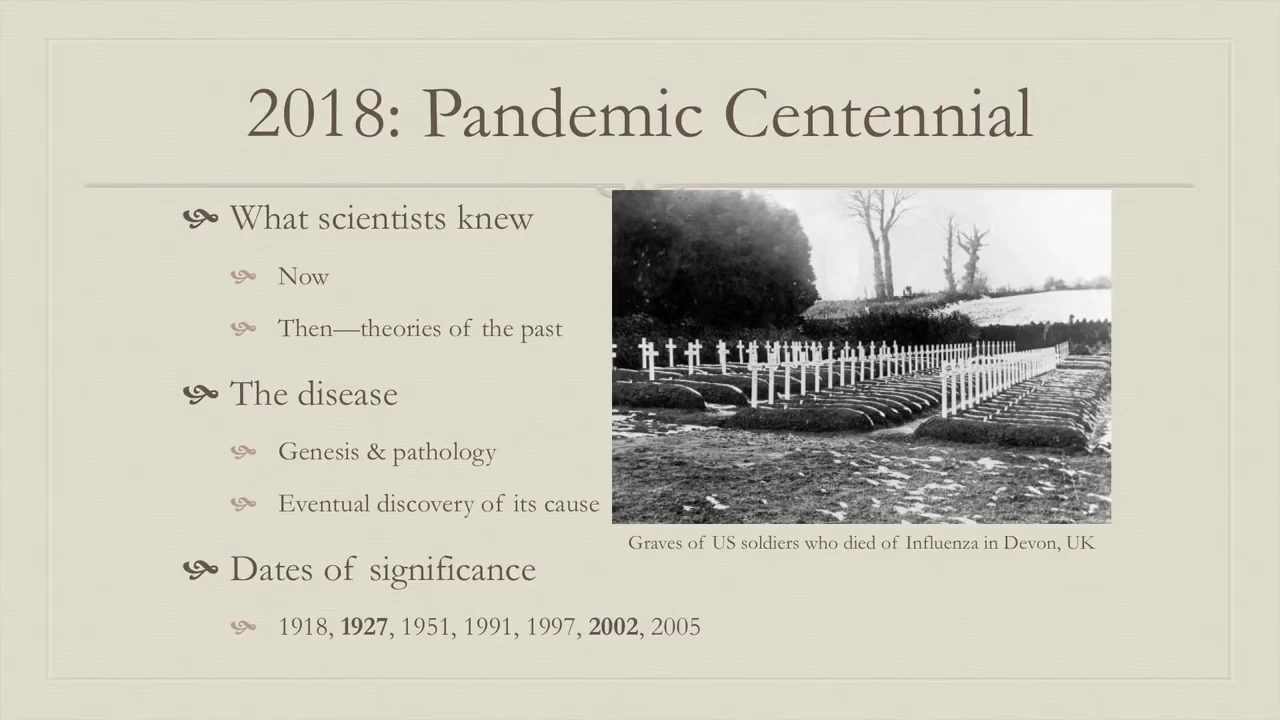 2018: Pandemic Centennial
What scientists knew
Now
Then—theories of the past
The disease
Genesis & pathology
Eventual discovery of its cause
Graves of US soldiers who died of Influenza in Devon, UK
Dates of significance
1918, 1927, 1951, 1991, 1997, 2002, 2005